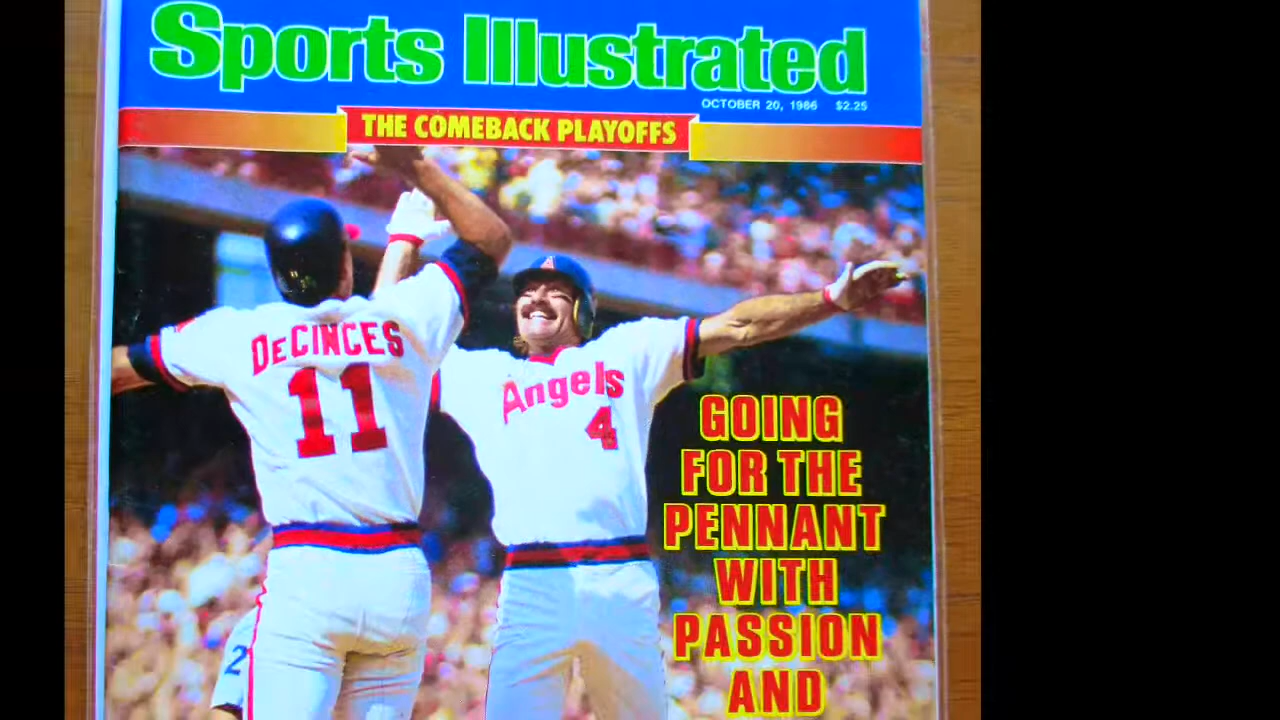 Sports Illustrated
OCTOBER 20, 1986 $2.25
THE COMEBACK PLAYOFFS
A
DeCINCES
11
Angels
4
GOING
FOR THE
PENNANT
WITH
PASSION
AND
2